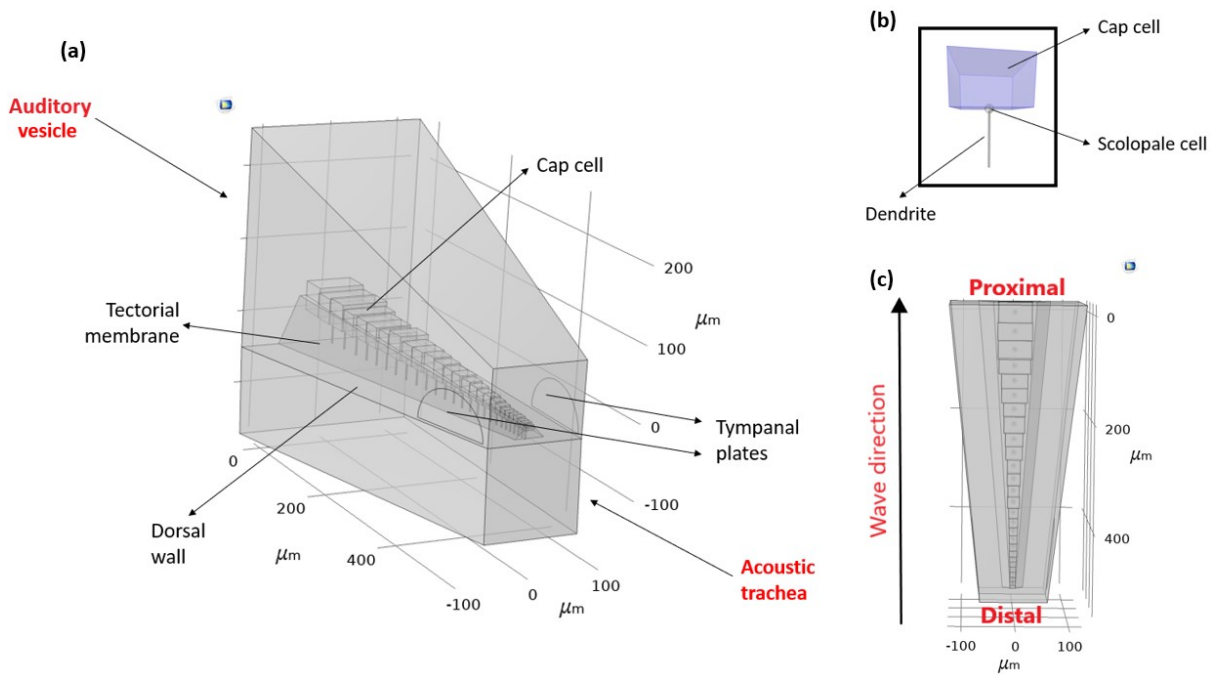 (a)
Auditory
vesicle
Cap cell
200
μm
100
Tectorial
membrane
0
Tympanal
plates
0
-100
200
Dorsal
wall
μm
400
100
-100
0
μm
Acoustic
trachea
(b)
Cap cell
Scolopale cell
Dendrite
(c)
Proximal
0
Wave direction
200
μm
400
Distal
-100
0
100
μm